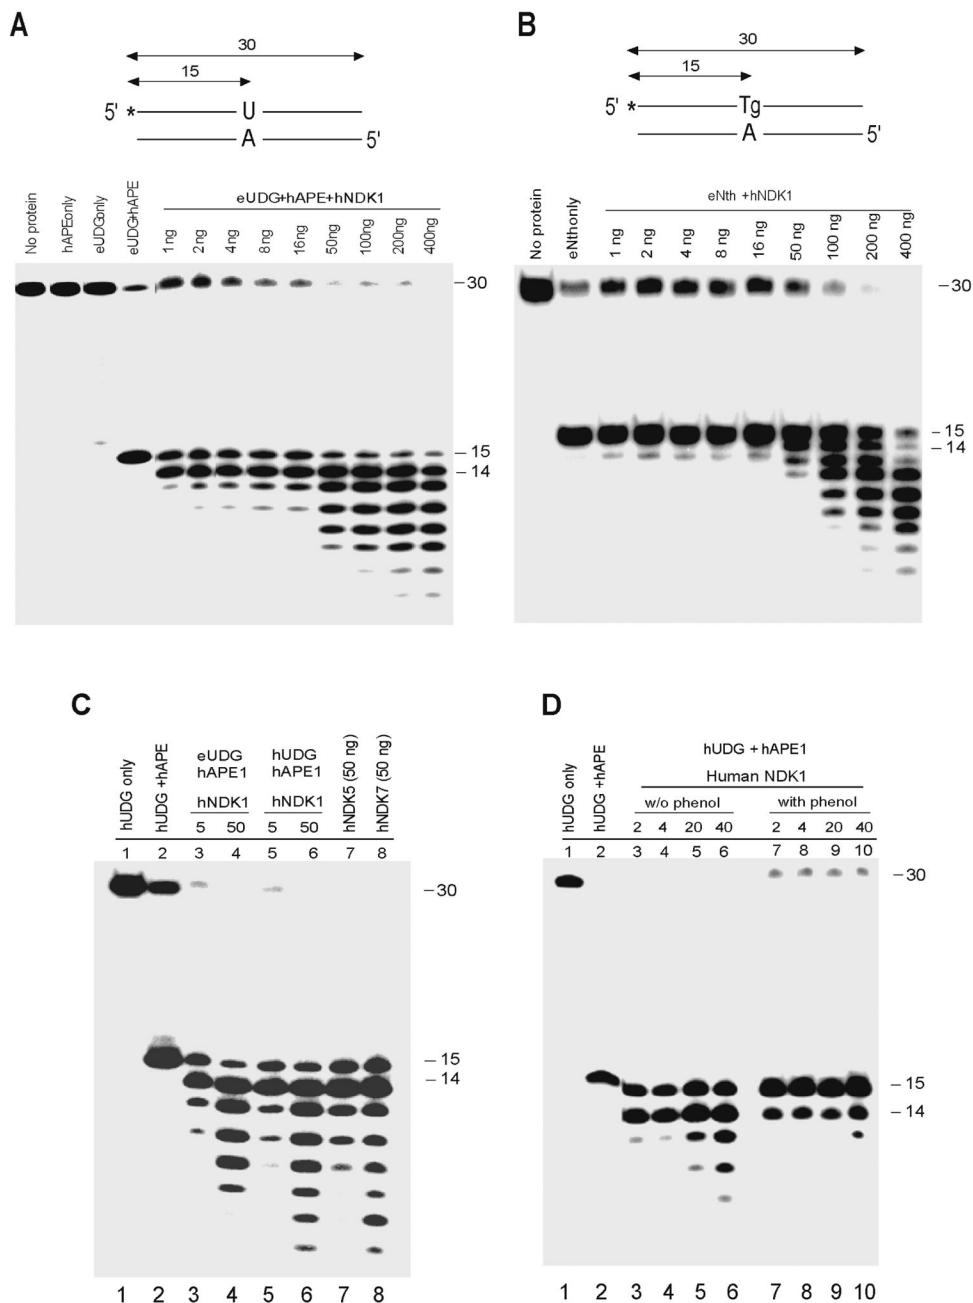 A
30
15
5' * U
A 5'
No protein
hAPEonly
eUDGonly
eUDG+hAPE
eUDG+hAPE+hNDK1
1ng 2ng 4ng 8ng 16ng 50ng 100ng 200ng 400ng
–30
–15
–14
B
30
15
5' * Tg
A 5'
No protein
eNthonly
eNth +hNDK1
1 ng 2 ng 4 ng 8 ng 16 ng 50 ng 100 ng 200 ng 400 ng
–30
–15
–14
C
hUDG only
hUDG +hAPE
eUDG
hAPE1
hNDK1
hUDG
hAPE1
hNDK1
hNDK5 (50 ng)
hNDK7 (50 ng)
5 50 5 50
1 2 3 4 5 6 7 8
–30
–15
–14
1 2 3 4 5 6 7 8
D
hUDG only
hUDG +hAPE
hUDG + hAPE1
Human NDK1
w/o phenol with phenol
2 4 20 40 2 4 20 40
1 2 3 4 5 6 7 8 9 10
–30
–15
–14
1 2 3 4 5 6 7 8 9 10